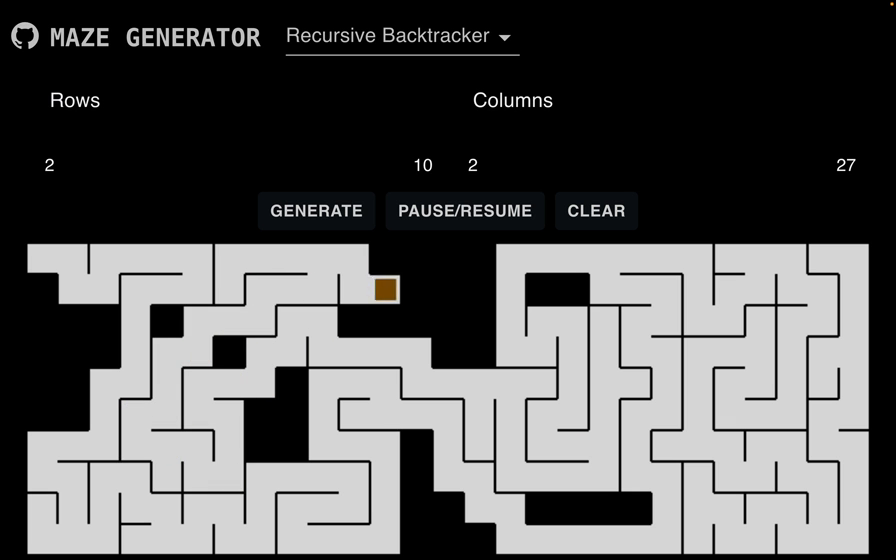 MAZE GENERATOR
Recursive Backtracker
Rows
Columns
2
10
2
27
GENERATE
PAUSE/RESUME
CLEAR